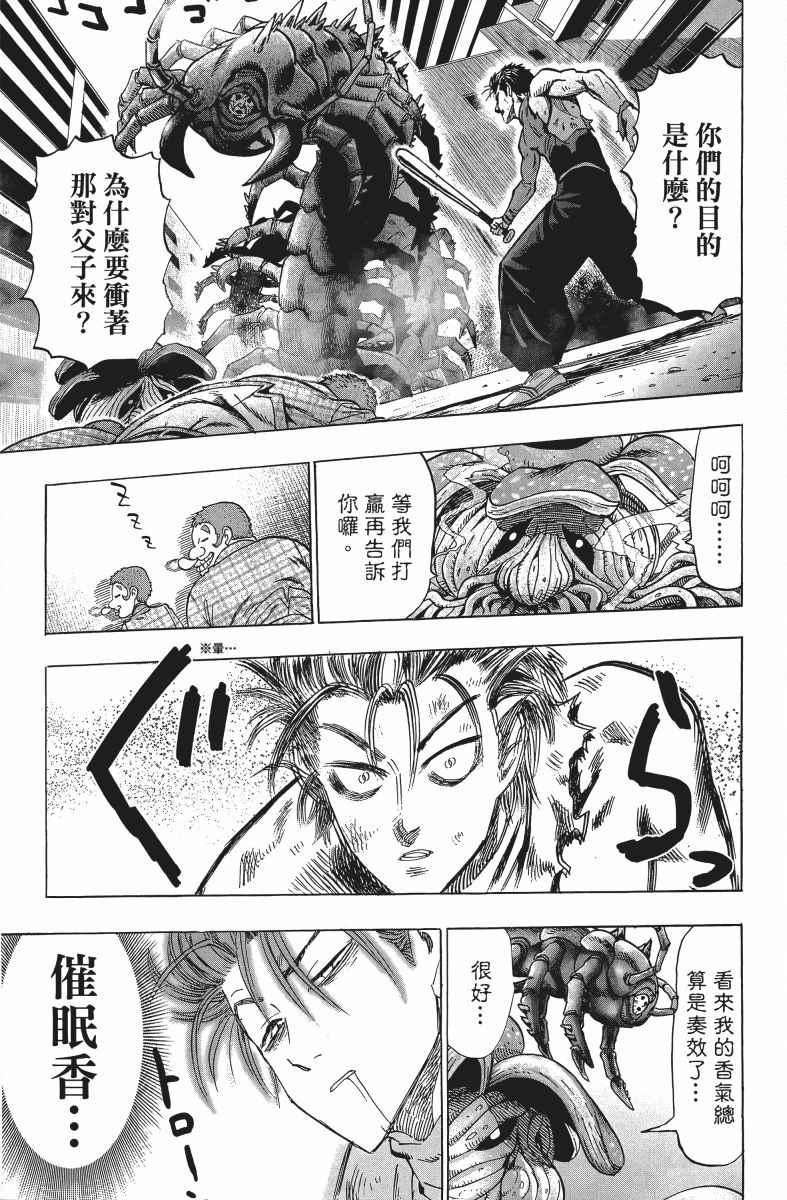 你們的目的
是什麼？
為什麼要衝著
那對父子來？
呵呵呵……
等我們打
贏再告訴
你囉。
ZZZ
※暈…
ぐらっ
看來我的香氣總
算是奏效了…
很好…
トロー
催眠香…